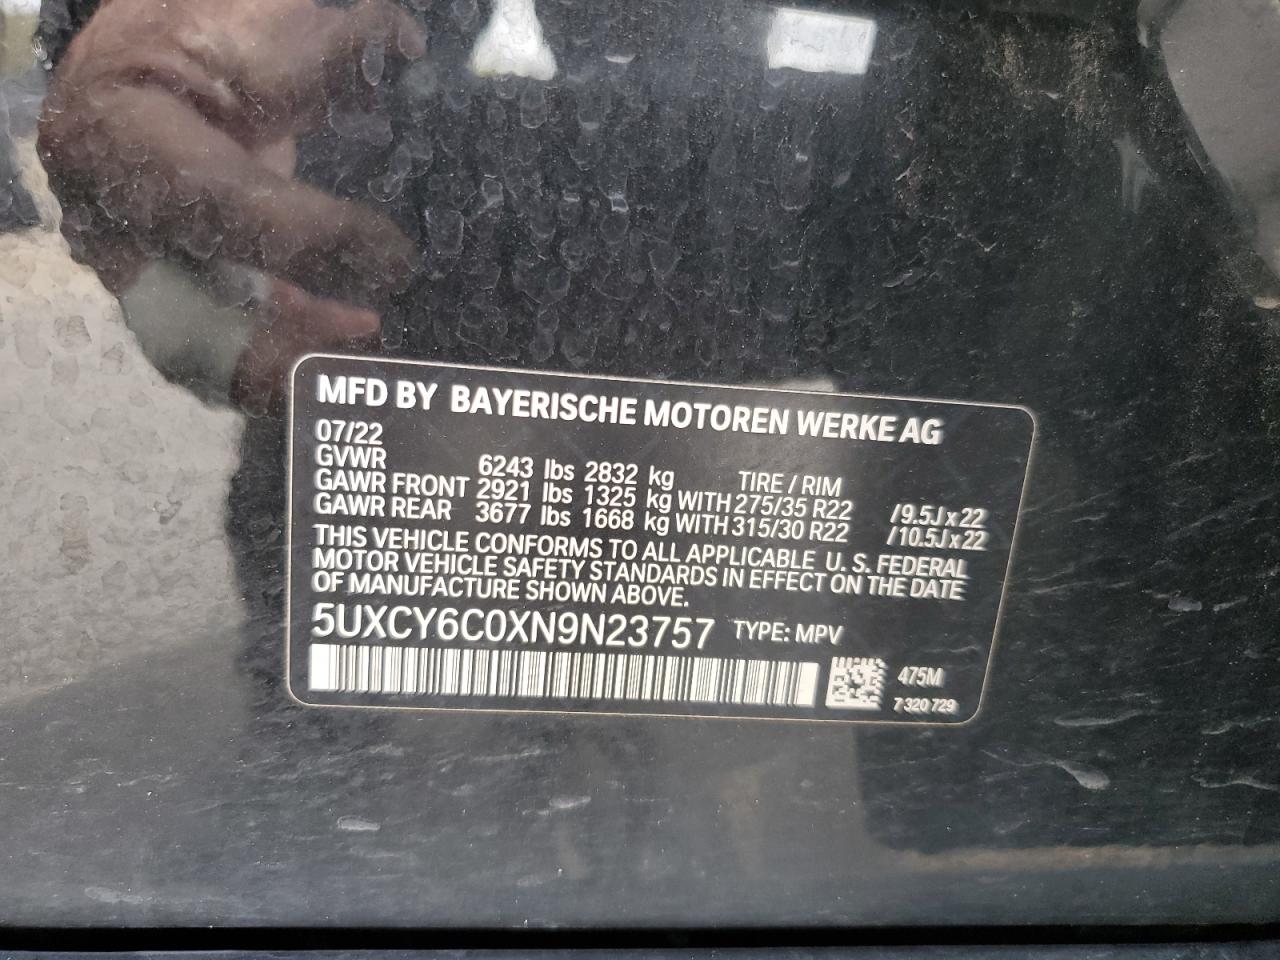 MFD BY BAYERISCHE MOTOREN WERKE AG
07/22
GVWR 6243 lbs 2832 kg TIRE / RIM
GAWR FRONT 2921 lbs 1325 kg WITH 275/35 R22 /9.5J x 22
GAWR REAR 3677 lbs 1668 kg WITH 315/30 R22 /10.5J x 22
THIS VEHICLE CONFORMS TO ALL APPLICABLE U. S. FEDERAL
MOTOR VEHICLE SAFETY STANDARDS IN EFFECT ON THE DATE
OF MANUFACTURE SHOWN ABOVE.
5UXCY6C0XN9N23757 TYPE: MPV
475M
7 320 729